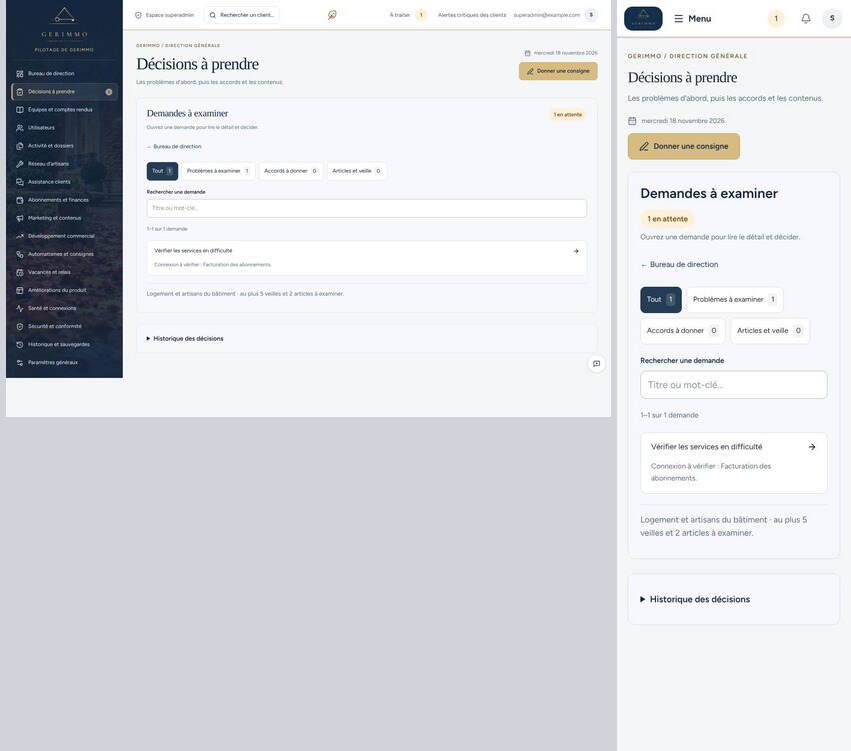 GERIMMO
PILOTAGE DE GERIMMO
Bureau de direction
Décisions à prendre 1
Équipes et comptes rendus
Utilisateurs
Activité et dossiers
Réseau d'artisans
Assistance clients
Abonnements et finances
Marketing et contenus
Développement commercial
Automatismes et consignes
Vacances et relais
Améliorations du produit
Santé et connexions
Sécurité et conformité
Historique et sauvegardes
Paramètres généraux
Espace superadmin
Rechercher un client…
À traiter 1
Alertes critiques des clients
superadmin@example.com
S
GERIMMO / DIRECTION GÉNÉRALE
Décisions à prendre
Les problèmes d'abord, puis les accords et les contenus.
mercredi 18 novembre 2026
Donner une consigne
Demandes à examiner
1 en attente
Ouvrez une demande pour lire le détail et décider.
← Bureau de direction
Tout 1
Problèmes à examiner 1
Accords à donner 0
Articles et veille 0
Rechercher une demande
Titre ou mot-clé…
1–1 sur 1 demande
Vérifier les services en difficulté →
Connexion à vérifier : Facturation des abonnements.
Logement et artisans du bâtiment · au plus 5 veilles et 2 articles à examiner.
Historique des décisions
GERIMMO
Menu
1
S
GERIMMO / DIRECTION GÉNÉRALE
Décisions à prendre
Les problèmes d'abord, puis les accords et les contenus.
mercredi 18 novembre 2026
Donner une consigne
Demandes à examiner
1 en attente
Ouvrez une demande pour lire le détail et décider.
← Bureau de direction
Tout 1
Problèmes à examiner 1
Accords à donner 0
Articles et veille 0
Rechercher une demande
Titre ou mot-clé…
1–1 sur 1 demande
Vérifier les services en difficulté →
Connexion à vérifier : Facturation des
abonnements.
Logement et artisans du bâtiment · au plus 5
veilles et 2 articles à examiner.
Historique des décisions